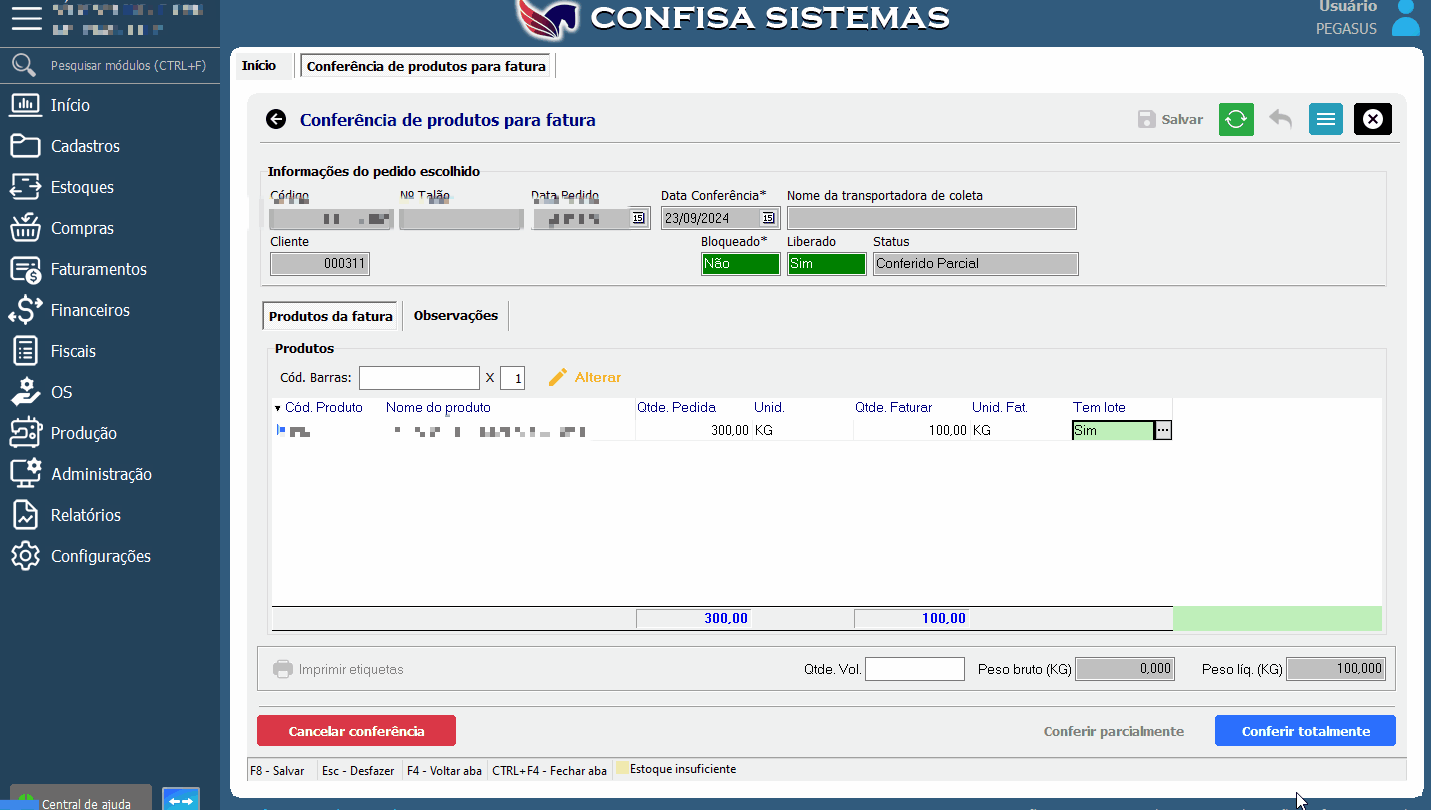 CONFISA SISTEMAS
Usuário
PEGASUS
Pesquisar módulos (CTRL+F)
Início
Cadastros
Estoques
Compras
Faturamentos
Financeiros
Fiscais
OS
Produção
Administração
Relatórios
Configurações
Central de ajuda
Início
Conferência de produtos para fatura
Conferência de produtos para fatura
Salvar
Informações do pedido escolhido
Código
Nº Talão
Data Pedido
Data Conferência*
Nome da transportadora de coleta
15
23/09/2024
15
Cliente
Bloqueado*
Liberado
Status
000311
Não
Sim
Conferido Parcial
Produtos da fatura
Observações
Produtos
Cód. Barras:
X
1
Alterar
Cód. Produto
Nome do produto
Qtde. Pedida
Unid.
Qtde. Faturar
Unid. Fat.
Tem lote
300,00
KG
100,00
KG
Sim
300,00
100,00
Imprimir etiquetas
Qtde. Vol.
Peso bruto (KG)
0,000
Peso líq. (KG)
100,000
Cancelar conferência
Conferir parcialmente
Conferir totalmente
F8 - Salvar
Esc - Desfazer
F4 - Voltar aba
CTRL+F4 - Fechar aba
Estoque insuficiente